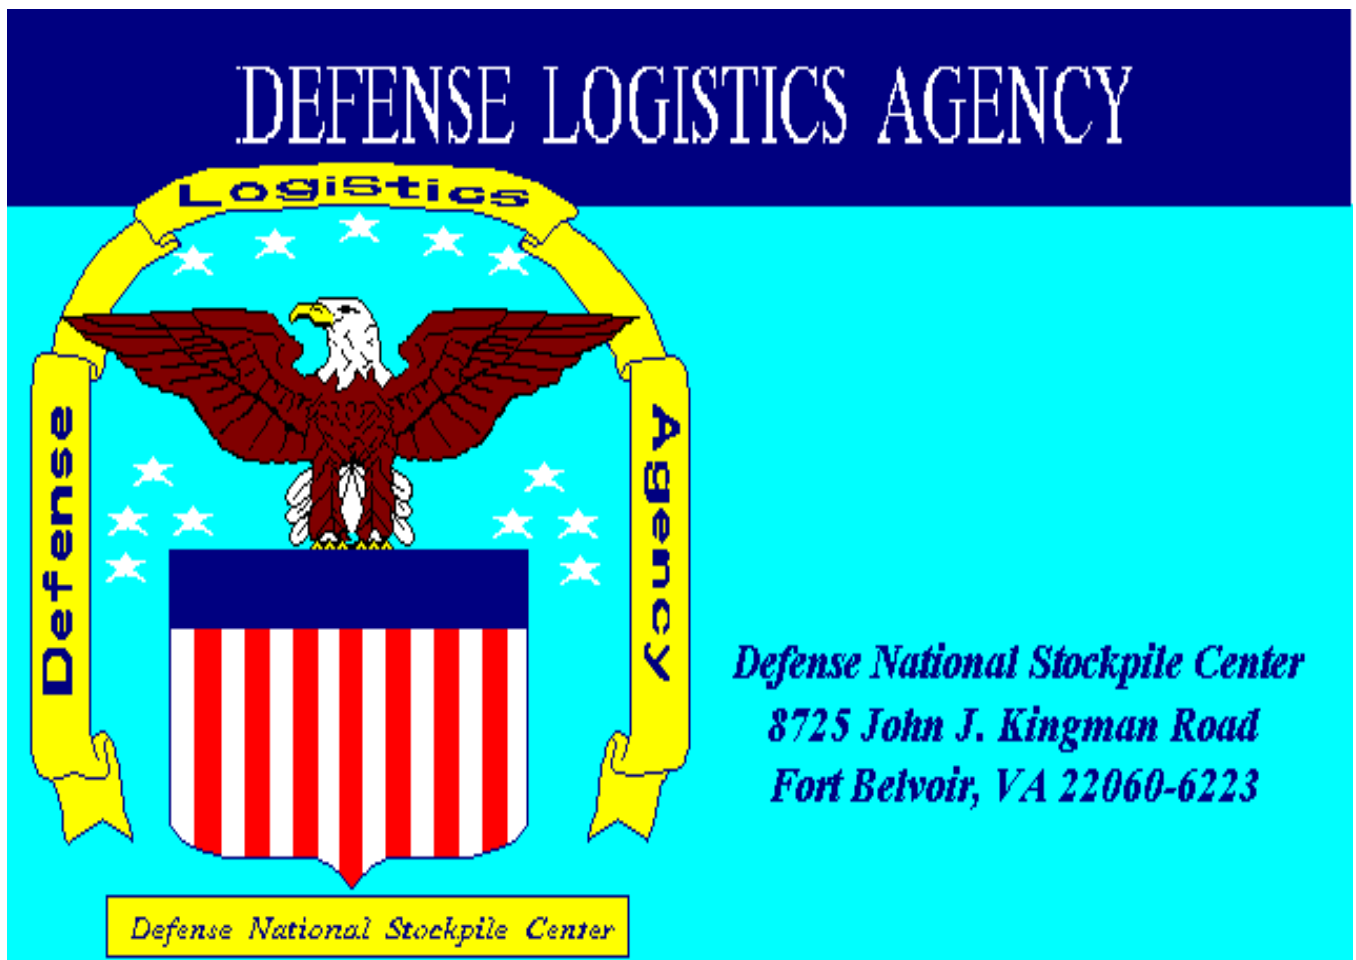 DEFENSE LOGISTICS AGENCY
Logistics
Defense
Agency
Defense National Stockpile Center
8725 John J. Kingman Road
Fort Belvoir, VA 22060-6223
Defense National Stockpile Center